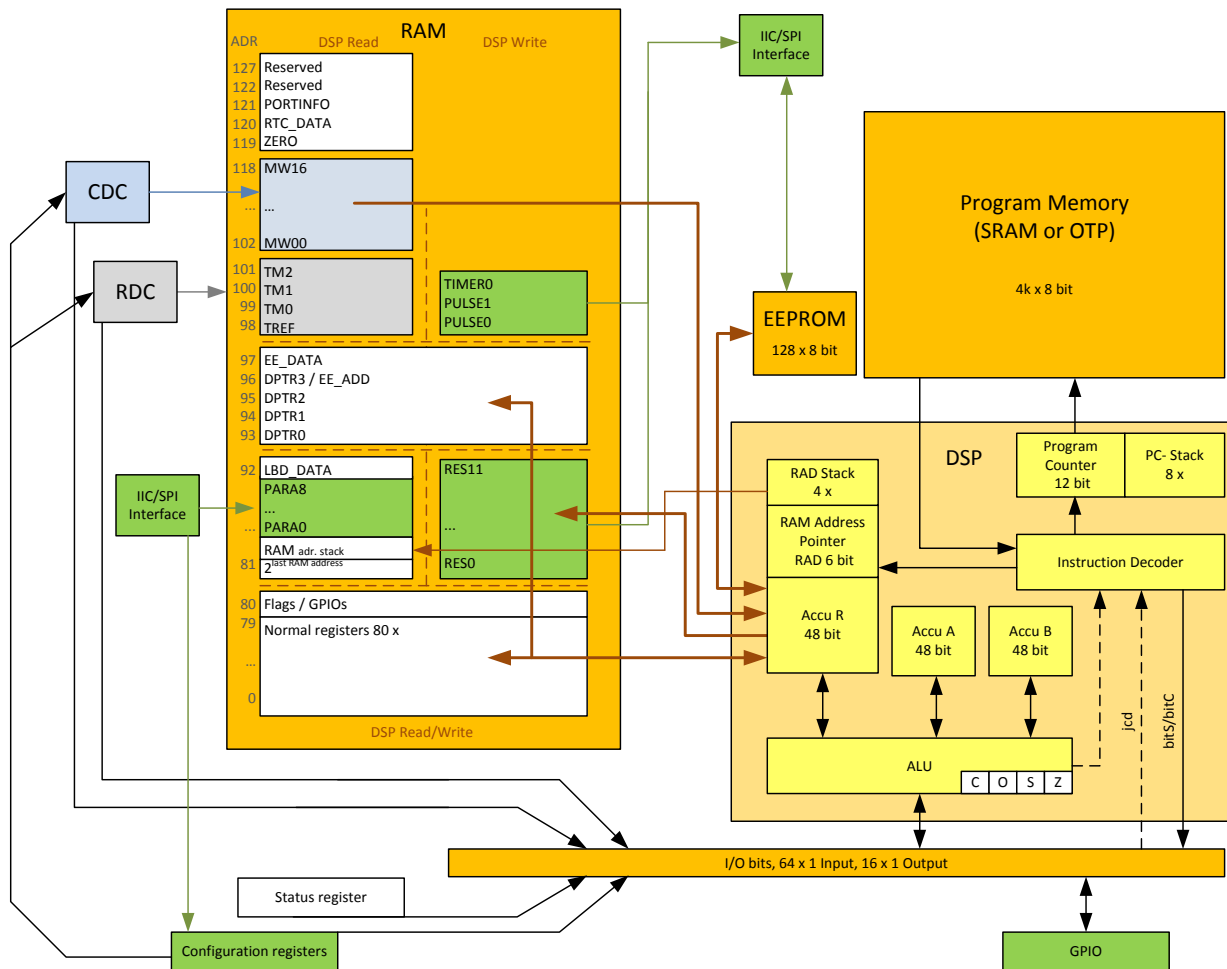 RAM
ADR
DSP Read
DSP Write
127
Reserved
122
Reserved
121
PORTINFO
120
RTC_DATA
119
ZERO
118
MW16
...
...
102
MW00
101
TM2
100
TM1
99
TM0
98
TREF
TIMER0
PULSE1
PULSE0
97
EE_DATA
96
DPTR3 / EE_ADD
95
DPTR2
94
DPTR1
93
DPTR0
92
LBD_DATA
PARA8
...
...
PARA0
RAM adr. stack
81
2last RAM address
RES11
...
RES0
80
Flags / GPIOs
79
Normal registers 80 x
...
0
DSP Read/Write
CDC
RDC
IIC/SPI
Interface
IIC/SPI
Interface
EEPROM
128 x 8 bit
Program Memory
(SRAM or OTP)
4k x 8 bit
DSP
Program
Counter
12 bit
PC- Stack
8 x
RAD Stack
4 x
RAM Address
Pointer
RAD 6 bit
Instruction Decoder
Accu R
48 bit
Accu A
48 bit
Accu B
48 bit
jcd
bitS/bitC
ALU
C O S Z
I/O bits, 64 x 1 Input, 16 x 1 Output
Status register
Configuration registers
GPIO